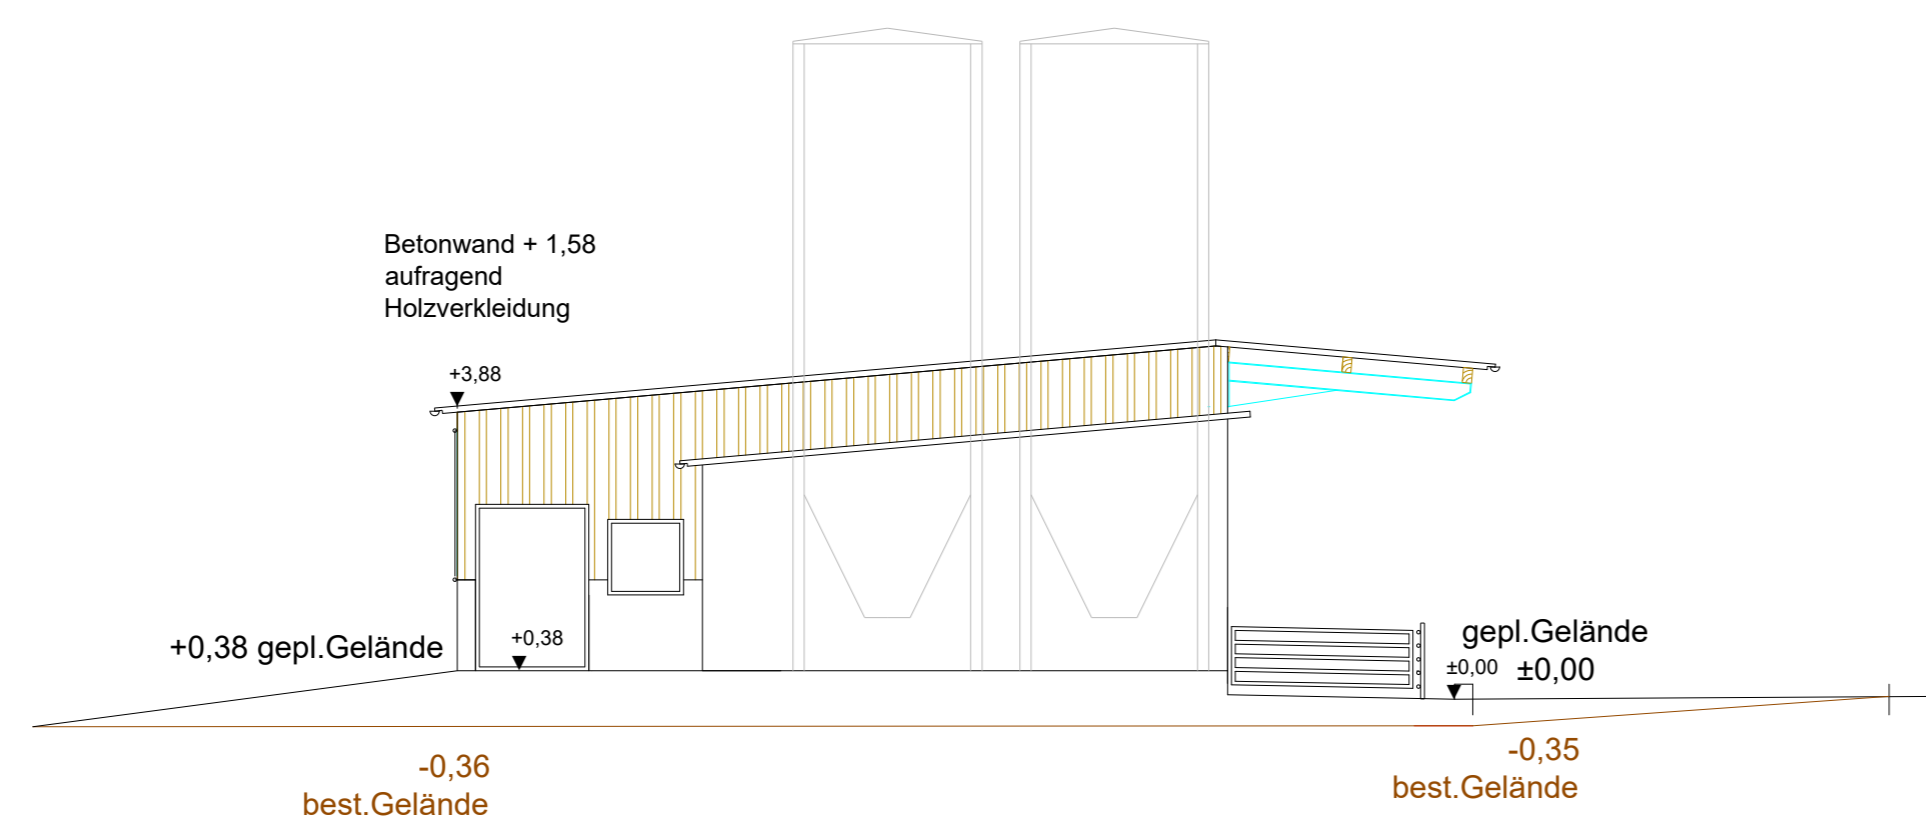 Betonwand + 1,58
aufragend
Holzverkleidung
+3,88
+0,38
+0,38 gepl.Gelände
gepl.Gelände
±0,00
±0,00
-0,36
best.Gelände
-0,35
best.Gelände